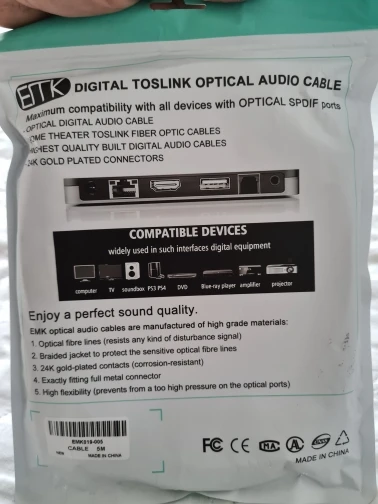 EMK DIGITAL TOSLINK OPTICAL AUDIO CABLE
Maximum compatibility with all devices with OPTICAL SPDIF ports
-OPTICAL DIGITAL AUDIO CABLE
HOME THEATER TOSLINK FIBER OPTIC CABLES
HIGHEST QUALITY BUILT DIGITAL AUDIO CABLES
-24K GOLD PLATED CONNECTORS
COMPATIBLE DEVICES
widely used in such interfaces digital equipment
computer TV soundbox PS3 PS4 DVD Blue-ray player amplifier projector
Enjoy a perfect sound quality.
EMK optical audio cables are manufactured of high grade materials:
1. Optical fibre lines (resists any kind of disturbance signal)
2. Braided jacket to protect the sensitive optical fibre lines
3. 24K gold-plated contacts (corrosion-resistant)
4. Exactly fitting full metal connector
5. High flexibility (prevents from a too high pressure on the optical ports)
CABLE 5M
MADE IN CHINA
FC CE
MADE IN CHINA